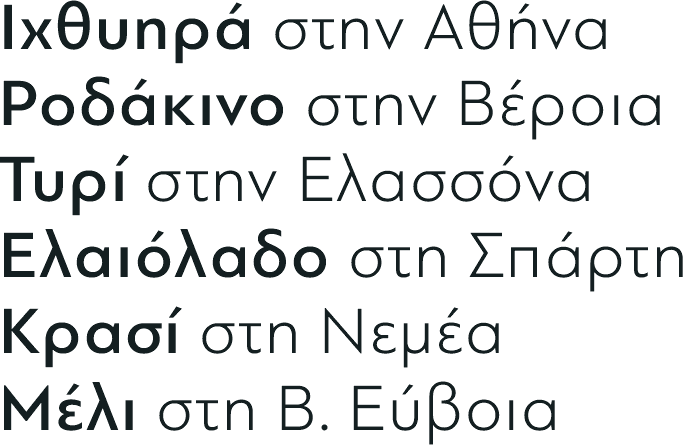 Ιχθυηρά στην Αθήνα
Ροδάκινο στην Βέροια
Τυρί στην Ελασσόνα
Ελαιόλαδο στη Σπάρτη
Κρασί στη Νεμέα
Μέλι στη Β. Εύβοια